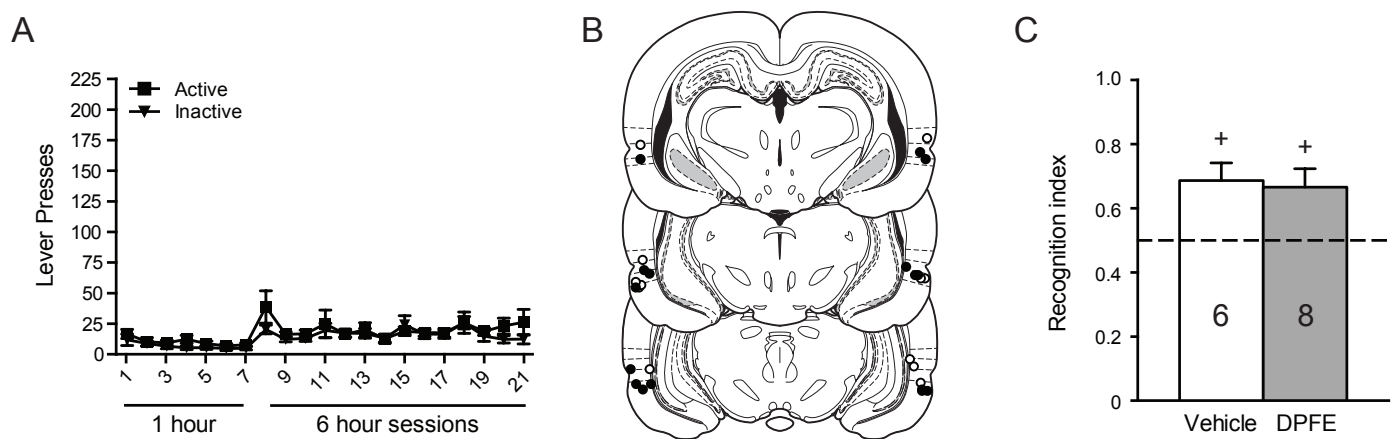 A
B
C
225
200
175
150
125
100
75
50
25
0
Lever Presses
Active
Inactive
1
3
5
7
9
11
13
15
17
19
21
1 hour
6 hour sessions
1.0
0.8
0.6
0.4
0.2
0
Recognition index
+
+
6
8
Vehicle
DPFE